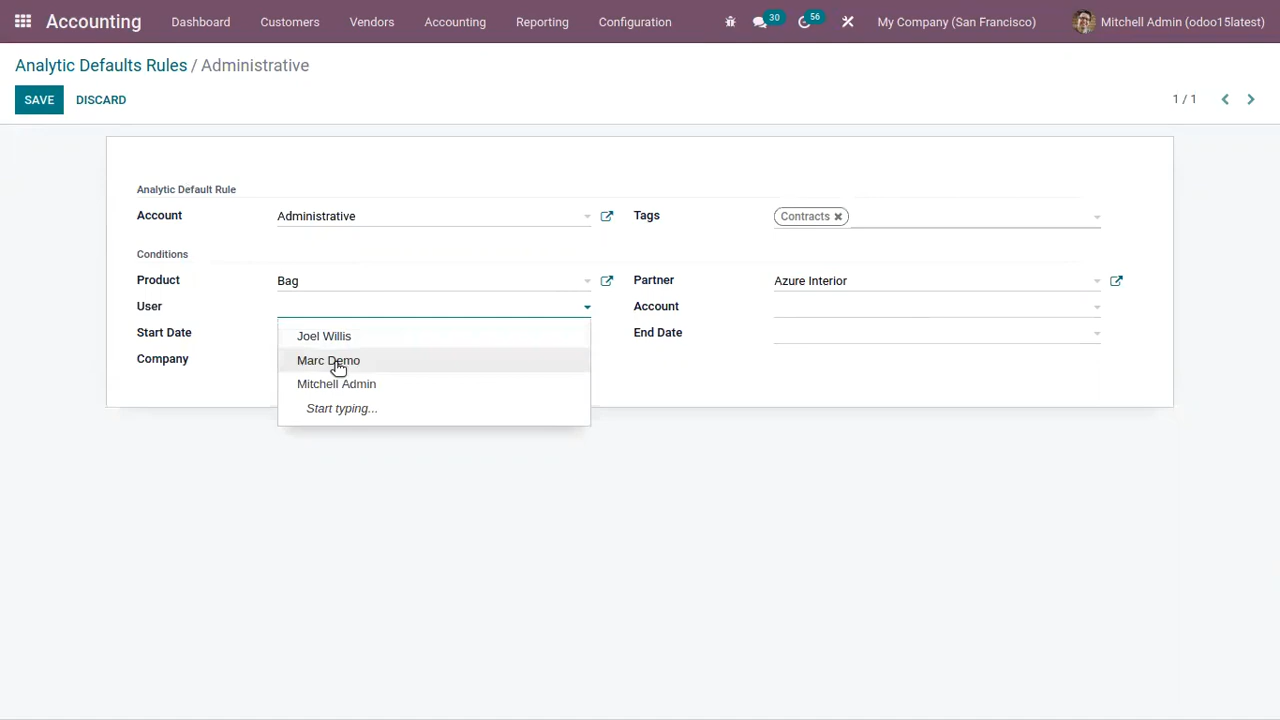 Accounting Dashboard Customers Vendors Accounting Reporting Configuration 30 56 My Company (San Francisco) Mitchell Admin (odoo15latest)
Analytic Defaults Rules / Administrative
SAVE DISCARD 1 / 1
Analytic Default Rule
Account Administrative Tags Contracts
Conditions
Product Bag Partner Azure Interior
User Account
Start Date End Date
Joel Willis
Company
Marc Demo
Mitchell Admin
Start typing...